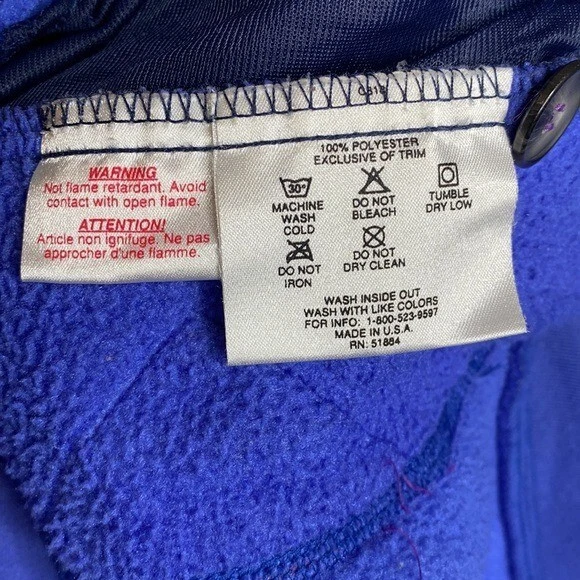 WARNING
Not flame retardant. Avoid
contact with open flame.
ATTENTION!
Article non ignifuge. Ne pas
approcher d'une flamme.
100% POLYESTER
EXCLUSIVE OF TRIM
30°
MACHINE
WASH
COLD
DO NOT
BLEACH
TUMBLE
DRY LOW
DO NOT
IRON
DO NOT
DRY CLEAN
WASH INSIDE OUT
WASH WITH LIKE COLORS
FOR INFO: 1-800-523-9597
MADE IN U.S.A.
RN: 51884